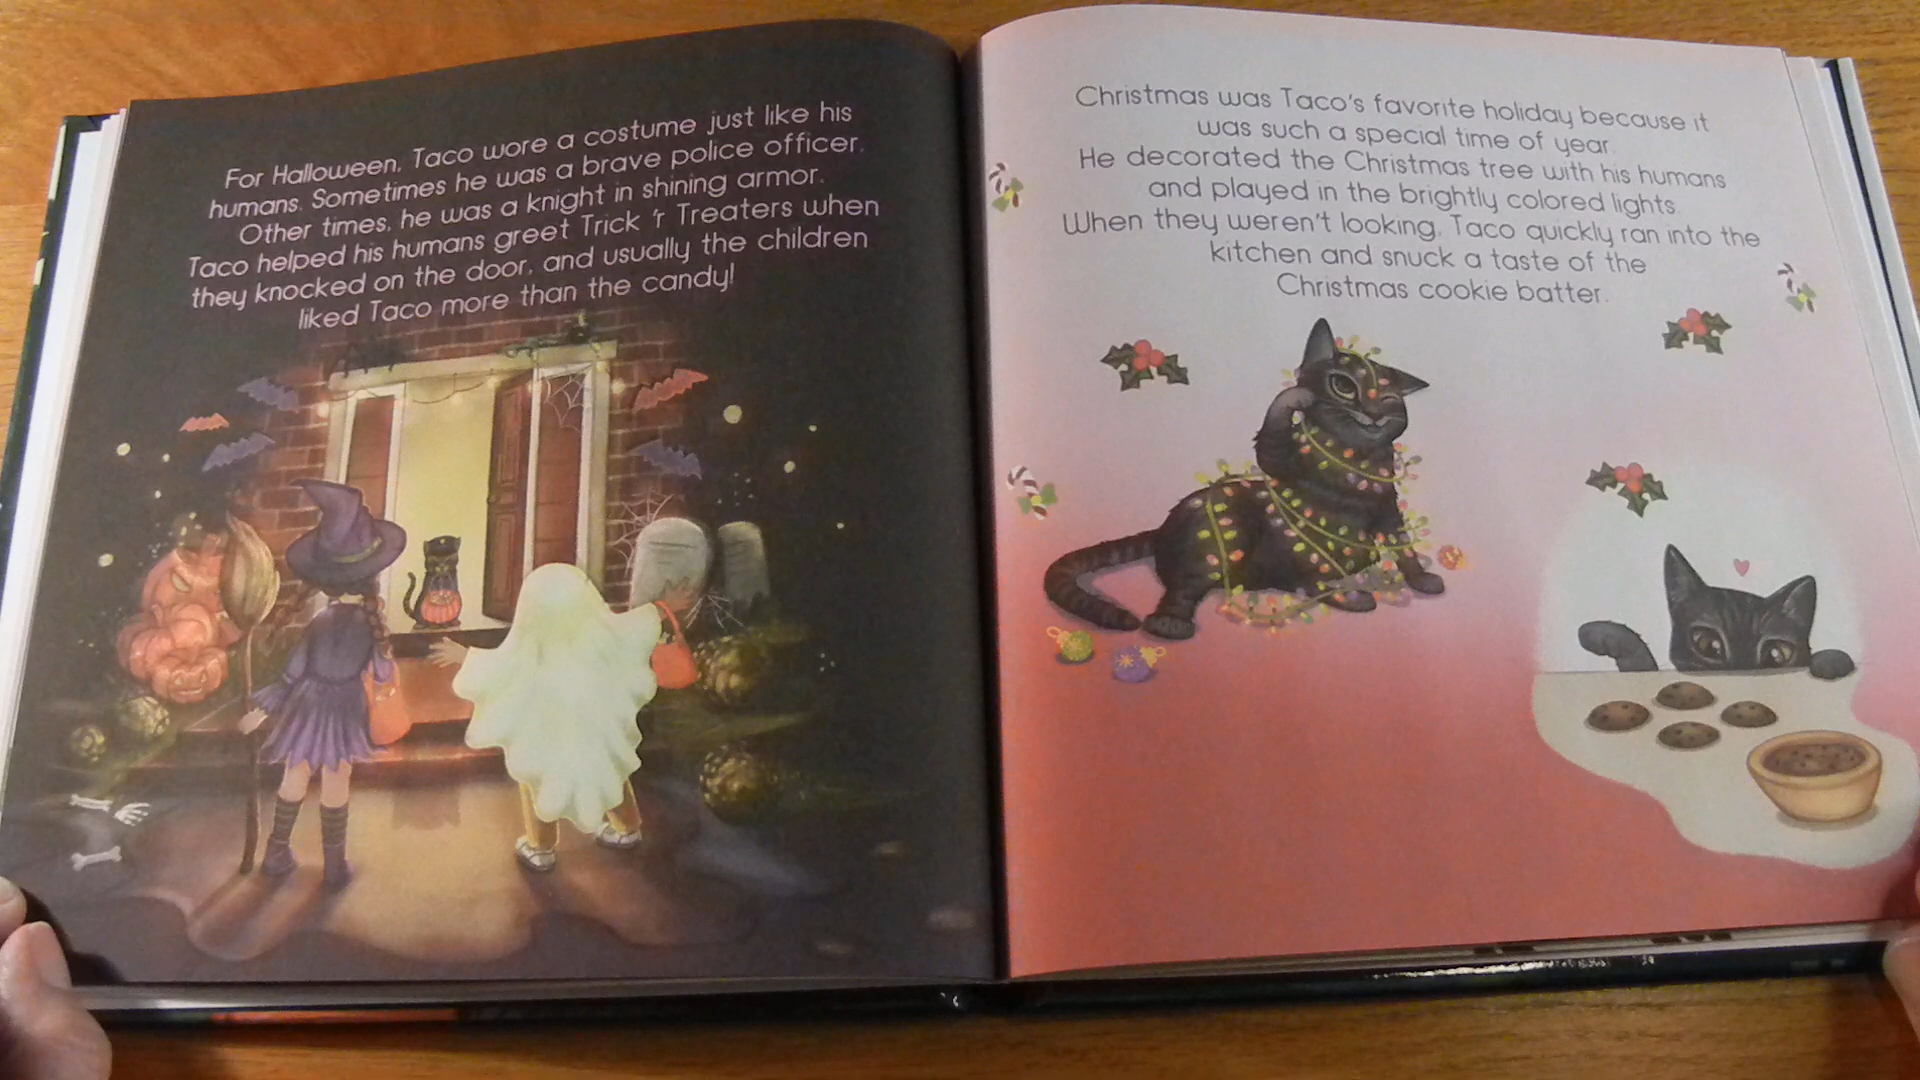 For Halloween, Taco wore a costume just like his
humans. Sometimes he was a brave police officer.
Other times, he was a knight in shining armor.
Taco helped his humans greet Trick 'r Treaters when
they knocked on the door, and usually the children
liked Taco more than the candy!
Christmas was Taco's favorite holiday because it
was such a special time of year.
He decorated the Christmas tree with his humans
and played in the brightly colored lights.
When they weren't looking, Taco quickly ran into the
kitchen and snuck a taste of the
Christmas cookie batter.